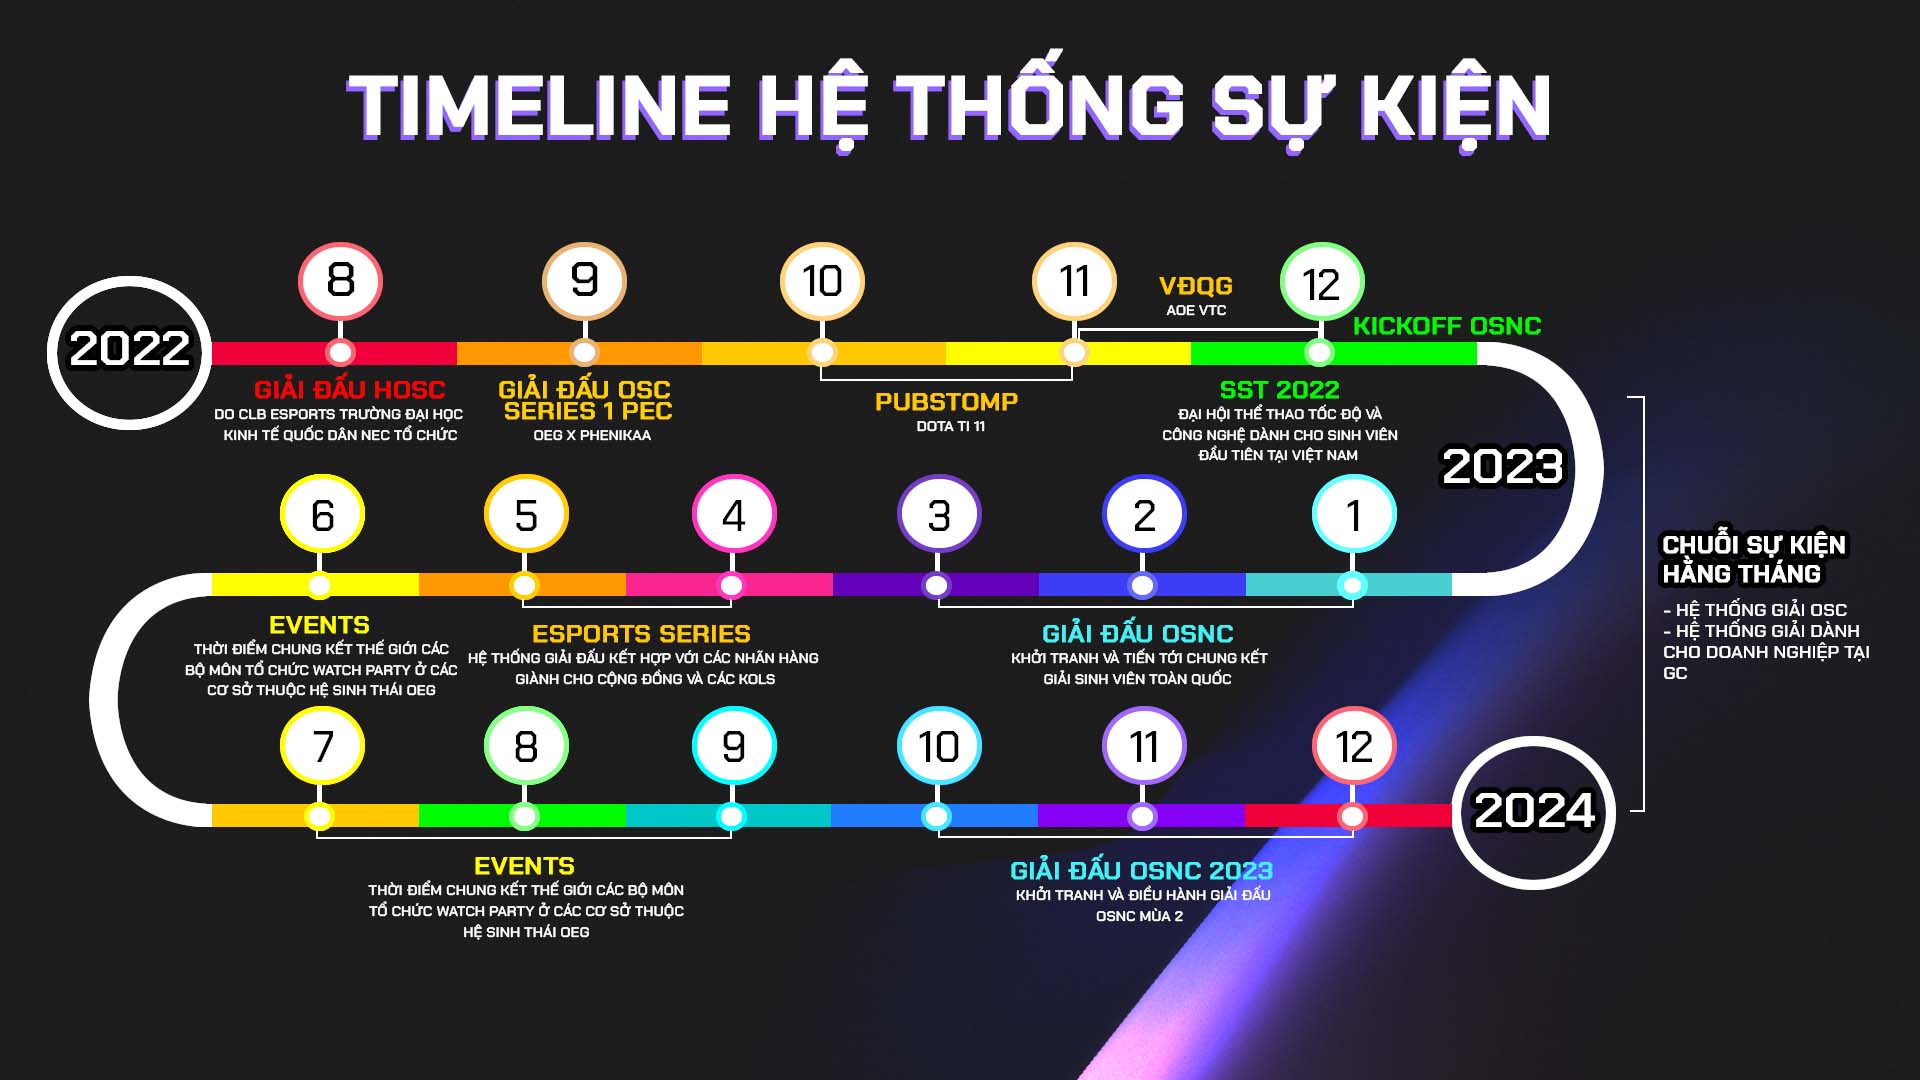 TIMELINE HỆ THỐNG SỰ KIỆN
2022
8
9
10
11
VĐQG
AOE VTC
12
KICKOFF OSNC
GIẢI ĐẤU HOSC
DO CLB ESPORTS TRƯỜNG ĐẠI HỌC
KINH TẾ QUỐC DÂN NEC TỔ CHỨC
GIẢI ĐẤU OSC
SERIES 1 PEC
OEG X PHENIKAA
PUBSTOMP
DOTA TI 11
SST 2022
ĐẠI HỘI THỂ THAO TỐC ĐỘ VÀ
CÔNG NGHỆ DÀNH CHO SINH VIÊN
ĐẦU TIÊN TẠI VIỆT NAM
2023
6
5
4
3
2
1
EVENTS
THỜI ĐIỂM CHUNG KẾT THẾ GIỚI CÁC
BỘ MÔN TỔ CHỨC WATCH PARTY Ở CÁC
CƠ SỞ THUỘC HỆ SINH THÁI OEG
ESPORTS SERIES
HỆ THỐNG GIẢI ĐẤU KẾT HỢP VỚI CÁC NHÃN HÀNG
GIÀNH CHO CỘNG ĐỒNG VÀ CÁC KOLS
GIẢI ĐẤU OSNC
KHỞI TRANH VÀ TIẾN TỚI CHUNG KẾT
GIẢI SINH VIÊN TOÀN QUỐC
CHUỖI SỰ KIỆN
HẰNG THÁNG
- HỆ THỐNG GIẢI OSC
- HỆ THỐNG GIẢI DÀNH
CHO DOANH NGHIỆP TẠI
GC
7
8
9
10
11
12
2024
EVENTS
THỜI ĐIỂM CHUNG KẾT THẾ GIỚI CÁC BỘ MÔN
TỔ CHỨC WATCH PARTY Ở CÁC CƠ SỞ THUỘC
HỆ SINH THÁI OEG
GIẢI ĐẤU OSNC 2023
KHỞI TRANH VÀ ĐIỀU HÀNH GIẢI ĐẤU
OSNC MÙA 2